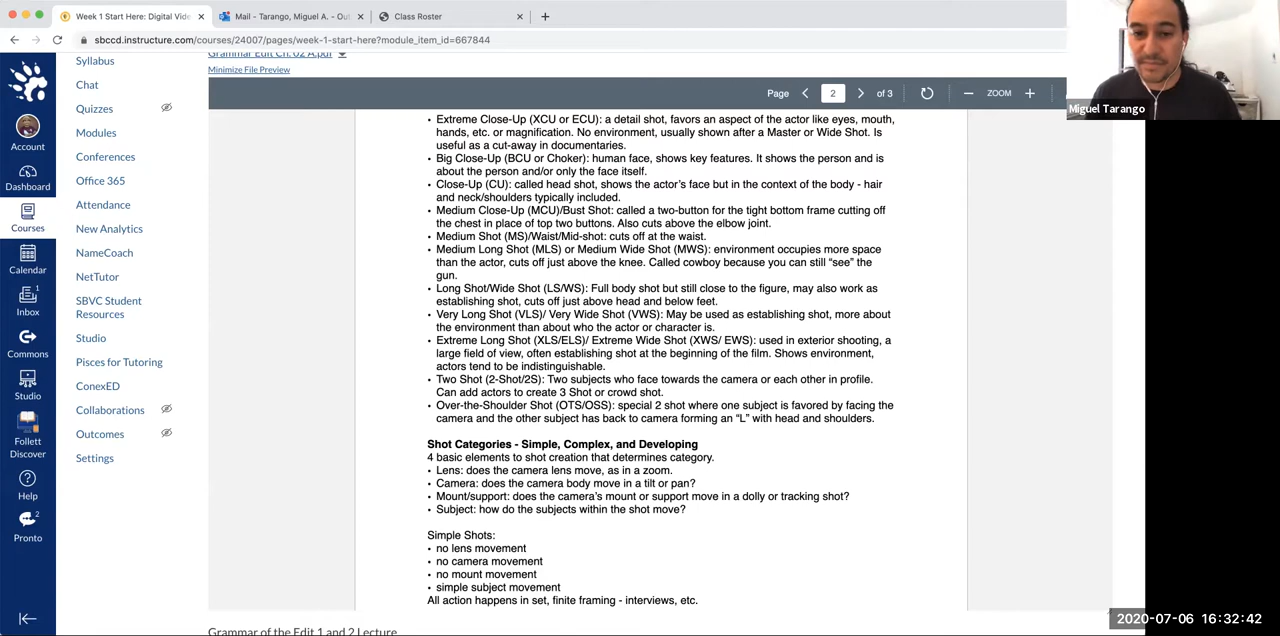 Week 1 Start Here: Digital Vide
Mail - Tarango, Miguel A. - Out
Class Roster
sbccd.instructure.com/courses/24007/pages/week-1-start-here?module_item_id=667844
Account
Dashboard
Courses
Calendar
1
Inbox
Commons
Studio
Follett
Discover
Help
2
Pronto
Syllabus
Chat
Quizzes
Modules
Conferences
Office 365
Attendance
New Analytics
NameCoach
NetTutor
SBVC Student
Resources
Studio
Pisces for Tutoring
ConexED
Collaborations
Outcomes
Settings
Grammar Edit Ch. 02 A.pdf
Minimize File Preview
Page 2 of 3 ZOOM
Miguel Tarango
• Extreme Close-Up (XCU or ECU): a detail shot, favors an aspect of the actor like eyes, mouth,
hands, etc. or magnification. No environment, usually shown after a Master or Wide Shot. Is
useful as a cut-away in documentaries.
• Big Close-Up (BCU or Choker): human face, shows key features. It shows the person and is
about the person and/or only the face itself.
• Close-Up (CU): called head shot, shows the actor’s face but in the context of the body - hair
and neck/shoulders typically included.
• Medium Close-Up (MCU)/Bust Shot: called a two-button for the tight bottom frame cutting off
the chest in place of top two buttons. Also cuts above the elbow joint.
• Medium Shot (MS)/Waist/Mid-shot: cuts off at the waist.
• Medium Long Shot (MLS) or Medium Wide Shot (MWS): environment occupies more space
than the actor, cuts off just above the knee. Called cowboy because you can still “see” the
gun.
• Long Shot/Wide Shot (LS/WS): Full body shot but still close to the figure, may also work as
establishing shot, cuts off just above head and below feet.
• Very Long Shot (VLS)/ Very Wide Shot (VWS): May be used as establishing shot, more about
the environment than about who the actor or character is.
• Extreme Long Shot (XLS/ELS)/ Extreme Wide Shot (XWS/ EWS): used in exterior shooting, a
large field of view, often establishing shot at the beginning of the film. Shows environment,
actors tend to be indistinguishable.
• Two Shot (2-Shot/2S): Two subjects who face towards the camera or each other in profile.
Can add actors to create 3 Shot or crowd shot.
• Over-the-Shoulder Shot (OTS/OSS): special 2 shot where one subject is favored by facing the
camera and the other subject has back to camera forming an “L” with head and shoulders.
Shot Categories - Simple, Complex, and Developing
4 basic elements to shot creation that determines category.
• Lens: does the camera lens move, as in a zoom.
• Camera: does the camera body move in a tilt or pan?
• Mount/support: does the camera’s mount or support move in a dolly or tracking shot?
• Subject: how do the subjects within the shot move?
Simple Shots:
• no lens movement
• no camera movement
• no mount movement
• simple subject movement
All action happens in set, finite framing - interviews, etc.
Grammar of the Edit 1 and 2 Lecture
2020-07-06 16:32:42